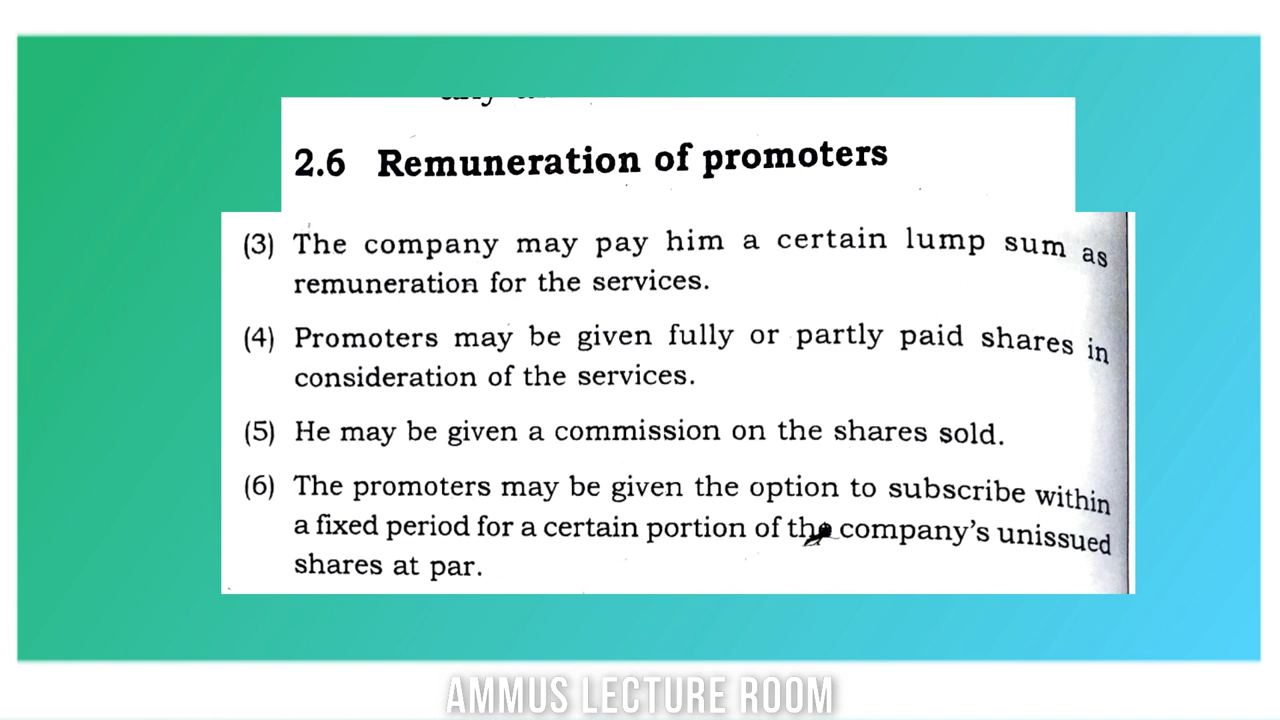 2.6 Remuneration of promoters
(3) The company may pay him a certain lump sum as
remuneration for the services.
(4) Promoters may be given fully or partly paid shares in
consideration of the services.
(5) He may be given a commission on the shares sold.
(6) The promoters may be given the option to subscribe within
a fixed period for a certain portion of the company's unissued
shares at par.
AMMUS LECTURE ROOM